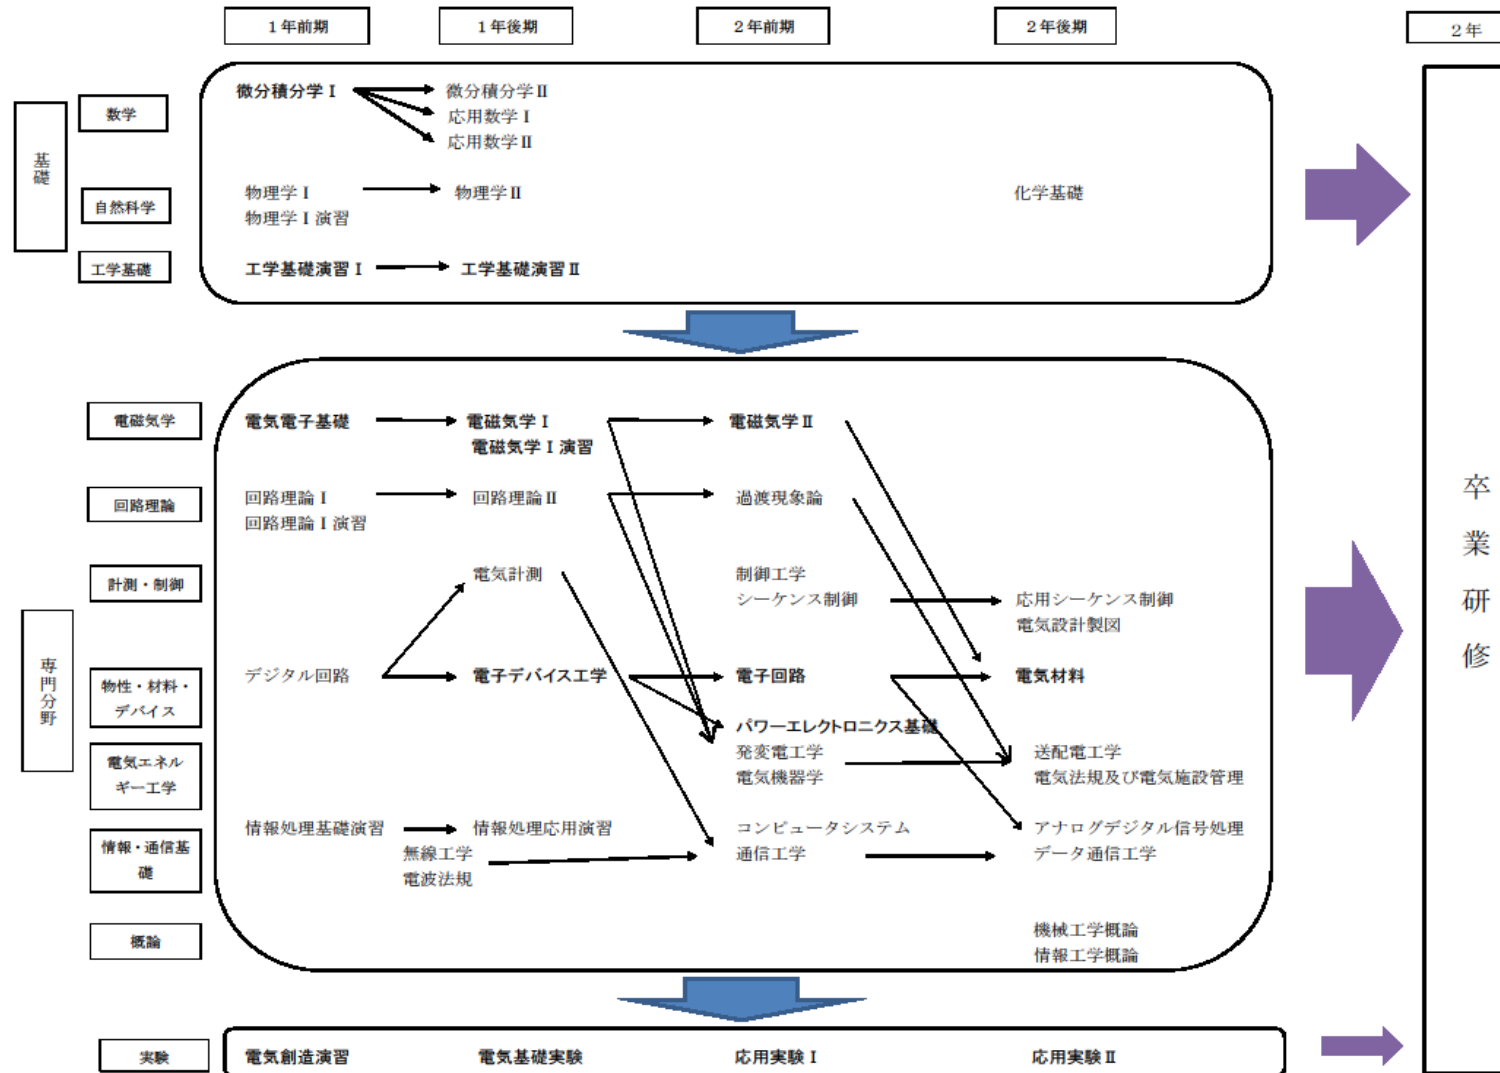 1年前期
1年後期
2年前期
2年後期
2年
基礎
数学
微分積分学Ⅰ
微分積分学Ⅱ
応用数学Ⅰ
応用数学Ⅱ
自然科学
物理学Ⅰ
物理学Ⅱ
化学基礎
物理学Ⅰ演習
工学基礎
工学基礎演習Ⅰ
工学基礎演習Ⅱ
専門分野
電磁気学
電気電子基礎
電磁気学Ⅰ
電磁気学Ⅱ
電磁気学Ⅰ演習
回路理論
回路理論Ⅰ
回路理論Ⅱ
過渡現象論
回路理論Ⅰ演習
計測・制御
電気計測
制御工学
シーケンス制御
応用シーケンス制御
電気設計製図
物性・材料・
デバイス
デジタル回路
電子デバイス工学
電子回路
電気材料
パワーエレクトロニクス基礎
電気エネル
ギー工学
発変電工学
送配電工学
電気機器学
電気法規及び電気施設管理
情報・通信基
礎
情報処理基礎演習
情報処理応用演習
コンピュータシステム
アナログデジタル信号処理
無線工学
通信工学
データ通信工学
電波法規
概論
機械工学概論
情報工学概論
実験
電気創造演習
電気基礎実験
応用実験Ⅰ
応用実験Ⅱ
卒業研修